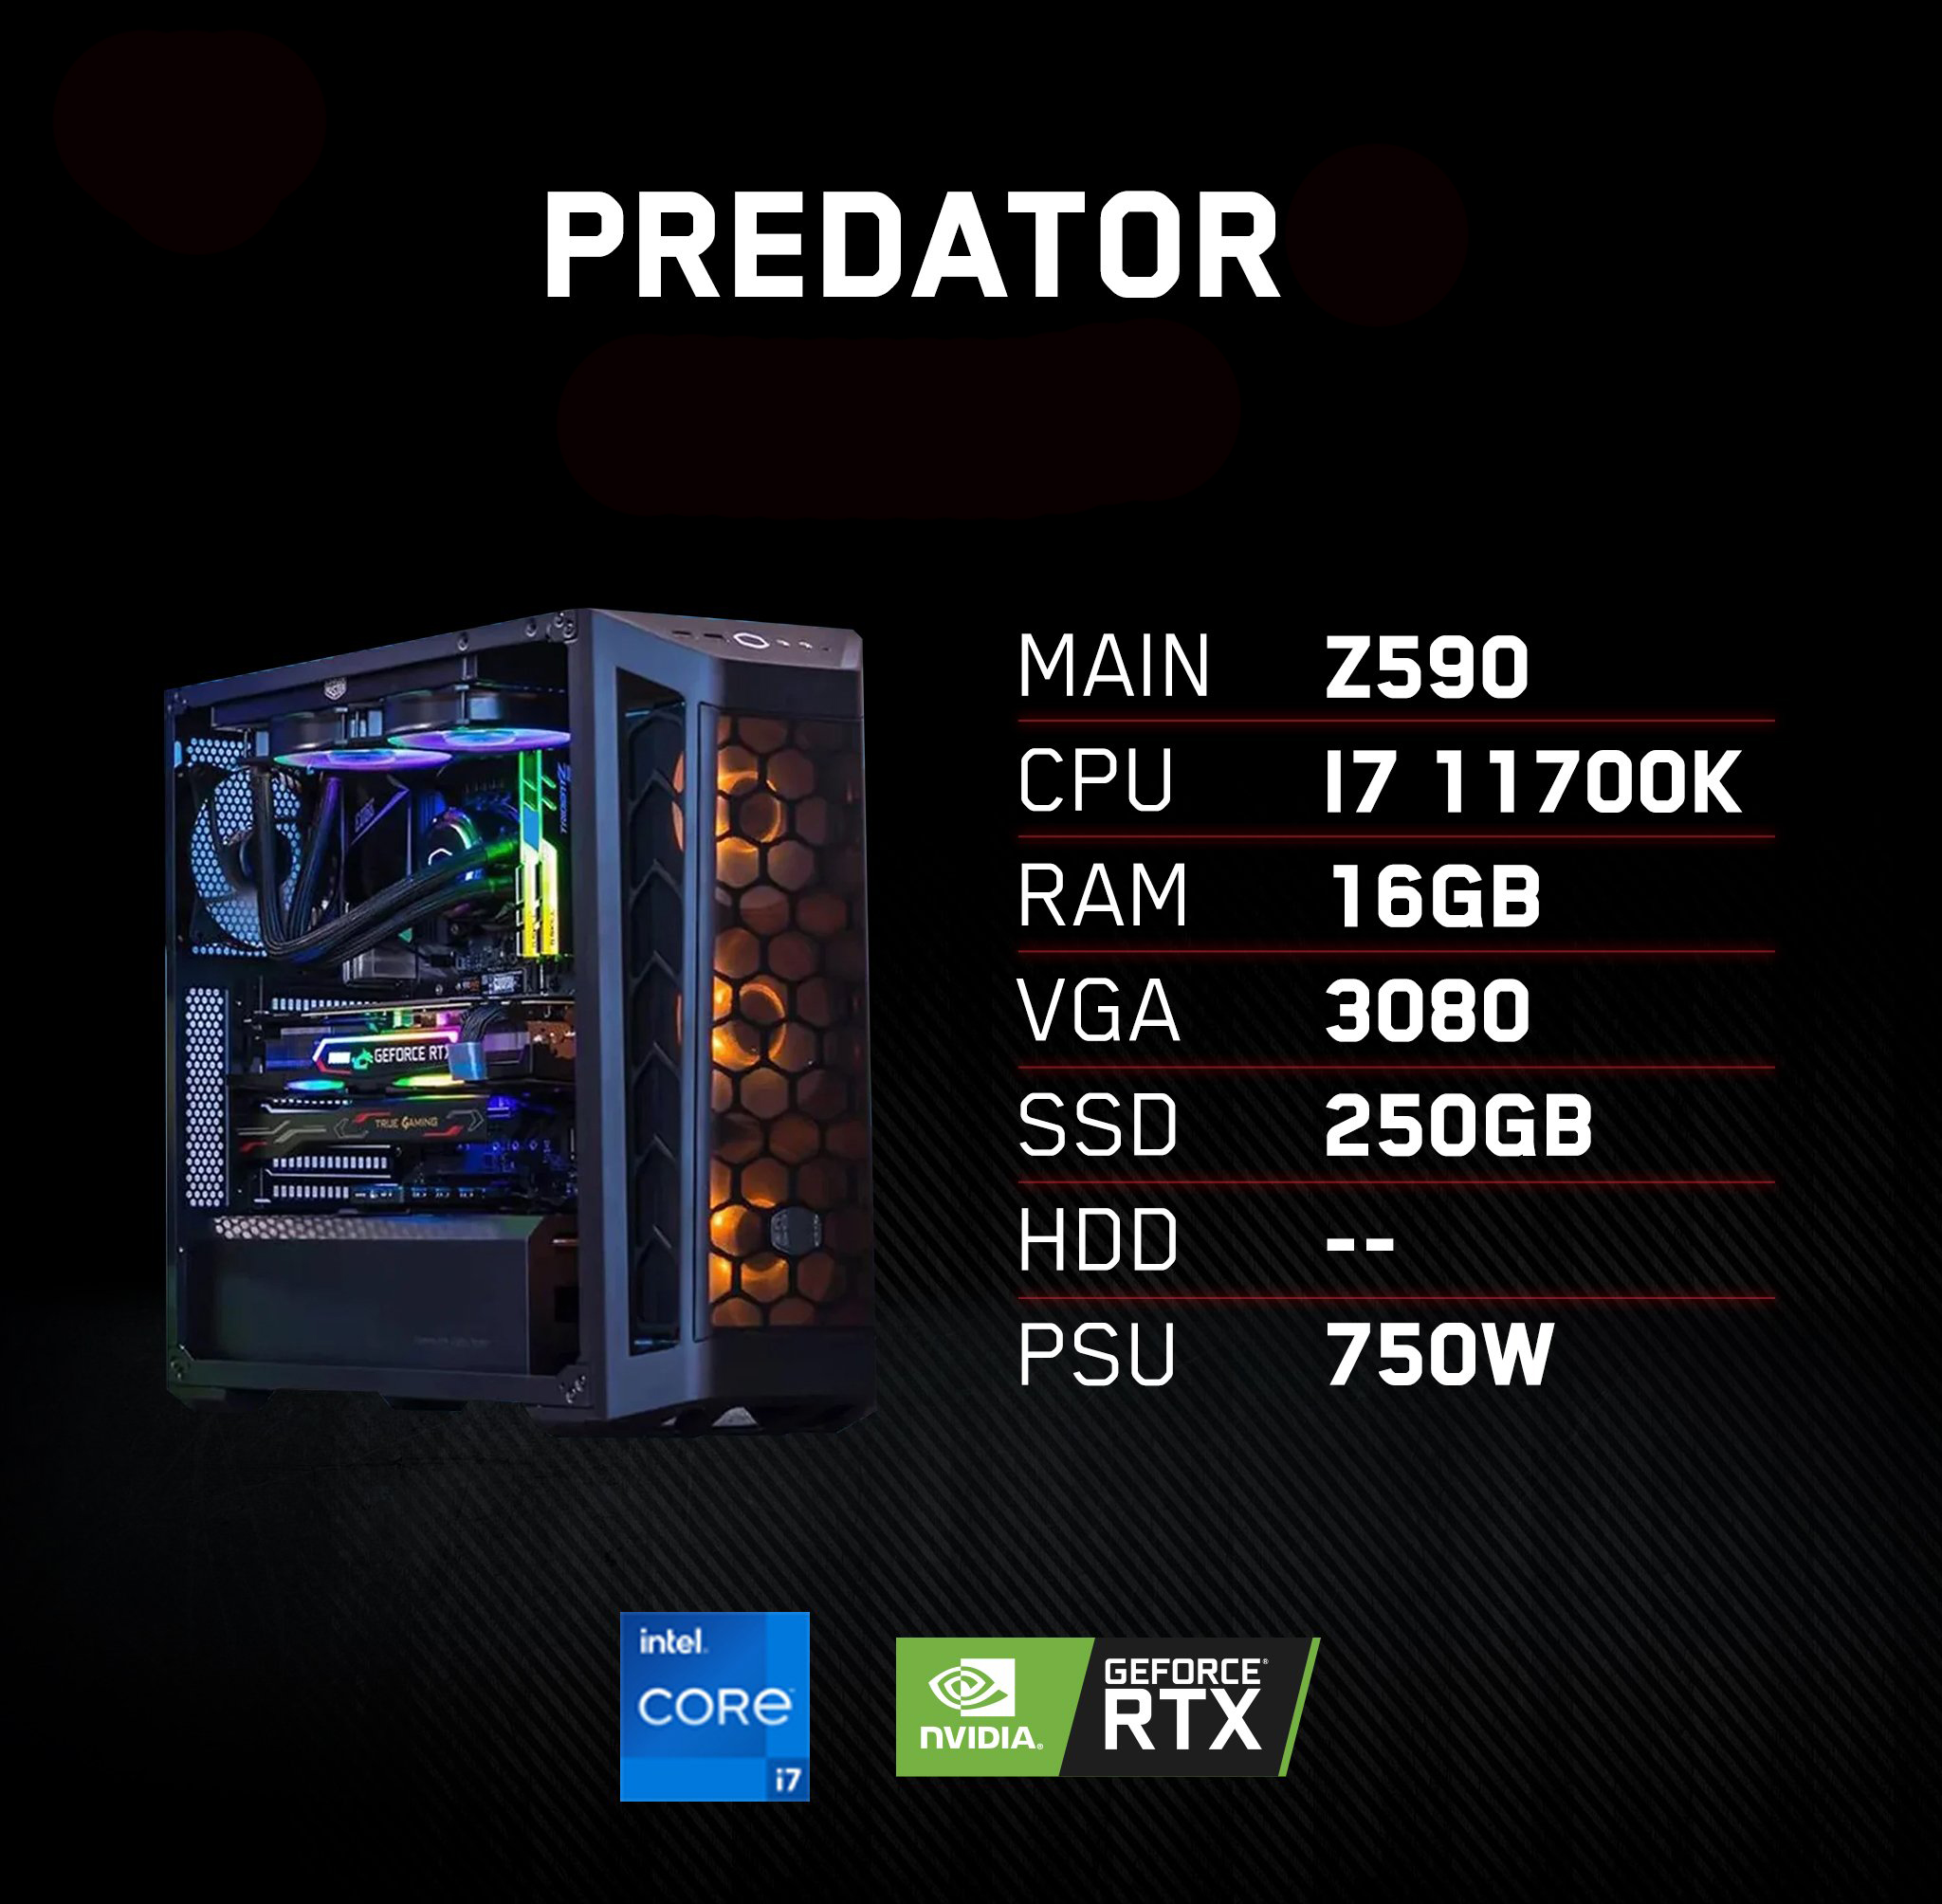 PREDATOR
MAIN Z590
CPU I7 11700K
RAM 16GB
VGA 3080
SSD 250GB
HDD --
PSU 750W
TRIDENT Z
GEFORCE RTX
TRUE GAMING
intel.
CORE
i7
NVIDIA.
GEFORCE®
RTX